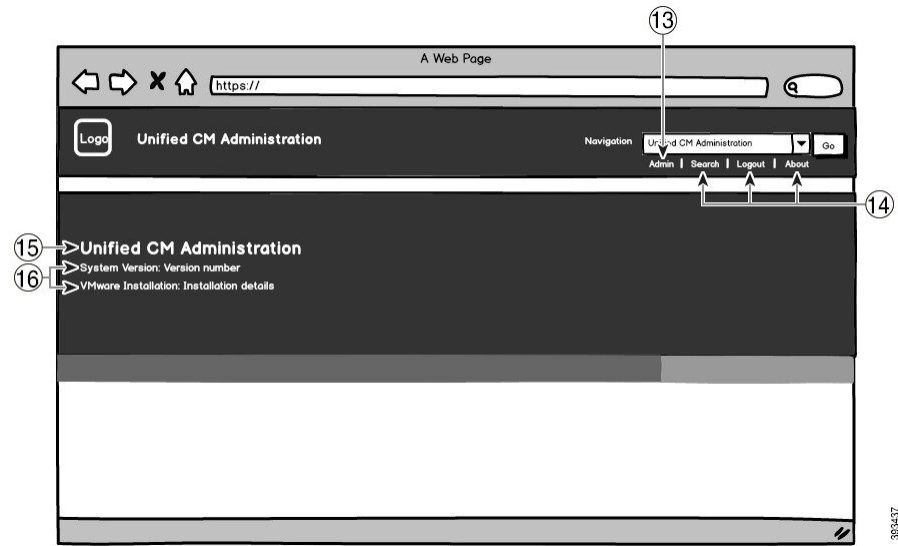 13
A Web Page
https://
Logo
Unified CM Administration
Navigation
Unified CM Administration
Go
Admin | Search | Logout | About
14
15
Unified CM Administration
System Version: Version number
16
VMware Installation: Installation details
393437